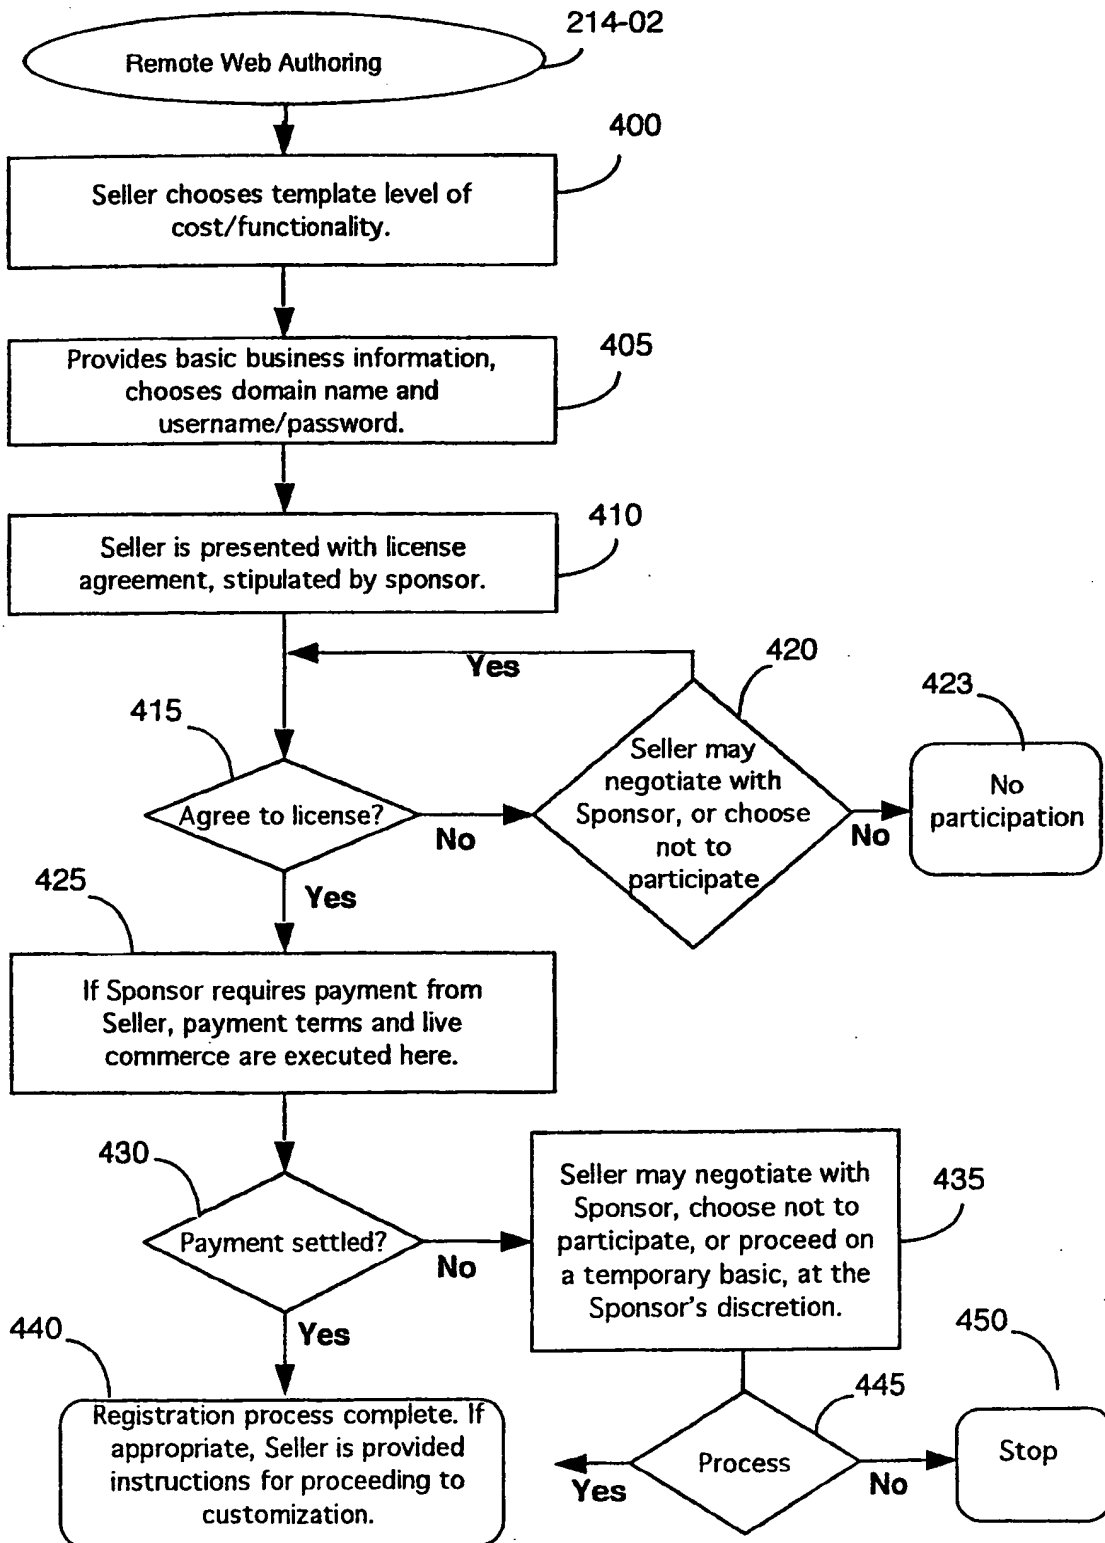 214-02
Remote Web Authoring
400
Seller chooses template level of
cost/functionality.
405
Provides basic business information,
chooses domain name and
username/password.
410
Seller is presented with license
agreement, stipulated by sponsor.
Yes
420
423
415
Seller may
negotiate with
Sponsor, or choose
not to
participate
No
participation
Agree to license?
No
No
425
Yes
If Sponsor requires payment from
Seller, payment terms and live
commerce are executed here.
430
435
Seller may negotiate with
Sponsor, choose not to
participate, or proceed on
a temporary basic, at the
Sponsor's discretion.
Payment settled?
No
Yes
440
450
445
Registration process complete. If
appropriate, Seller is provided
instructions for proceeding to
customization.
Process
Yes
No
Stop